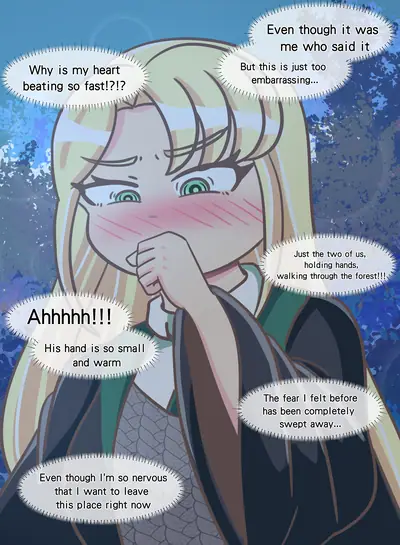 Even though it was
me who said it
But this is just too
embarrassing...
Why is my heart
beating so fast!?!?
Just the two of us,
holding hands,
walking through the forest!!!
Ahhhhh!!!
His hand is so small
and warm
The fear I felt before
has been completely
swept away...
Even though I'm so nervous
that I want to leave
this place right now